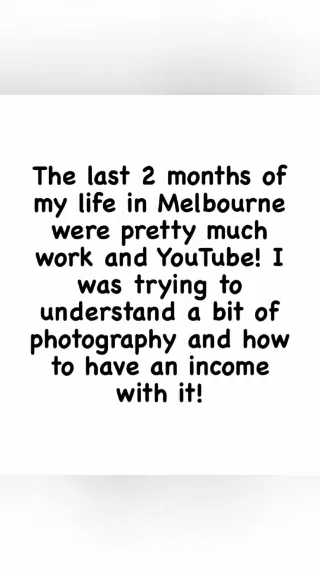 The last 2 months of
my life in Melbourne
were pretty much
work and YouTube! I
was trying to
understand a bit of
photography and how
to have an income
with it!